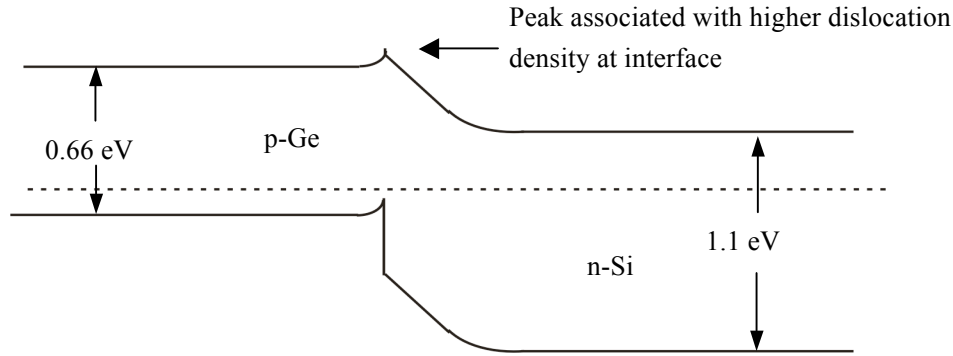 Peak associated with higher dislocation
density at interface
p-Ge
0.66 eV
1.1 eV
n-Si